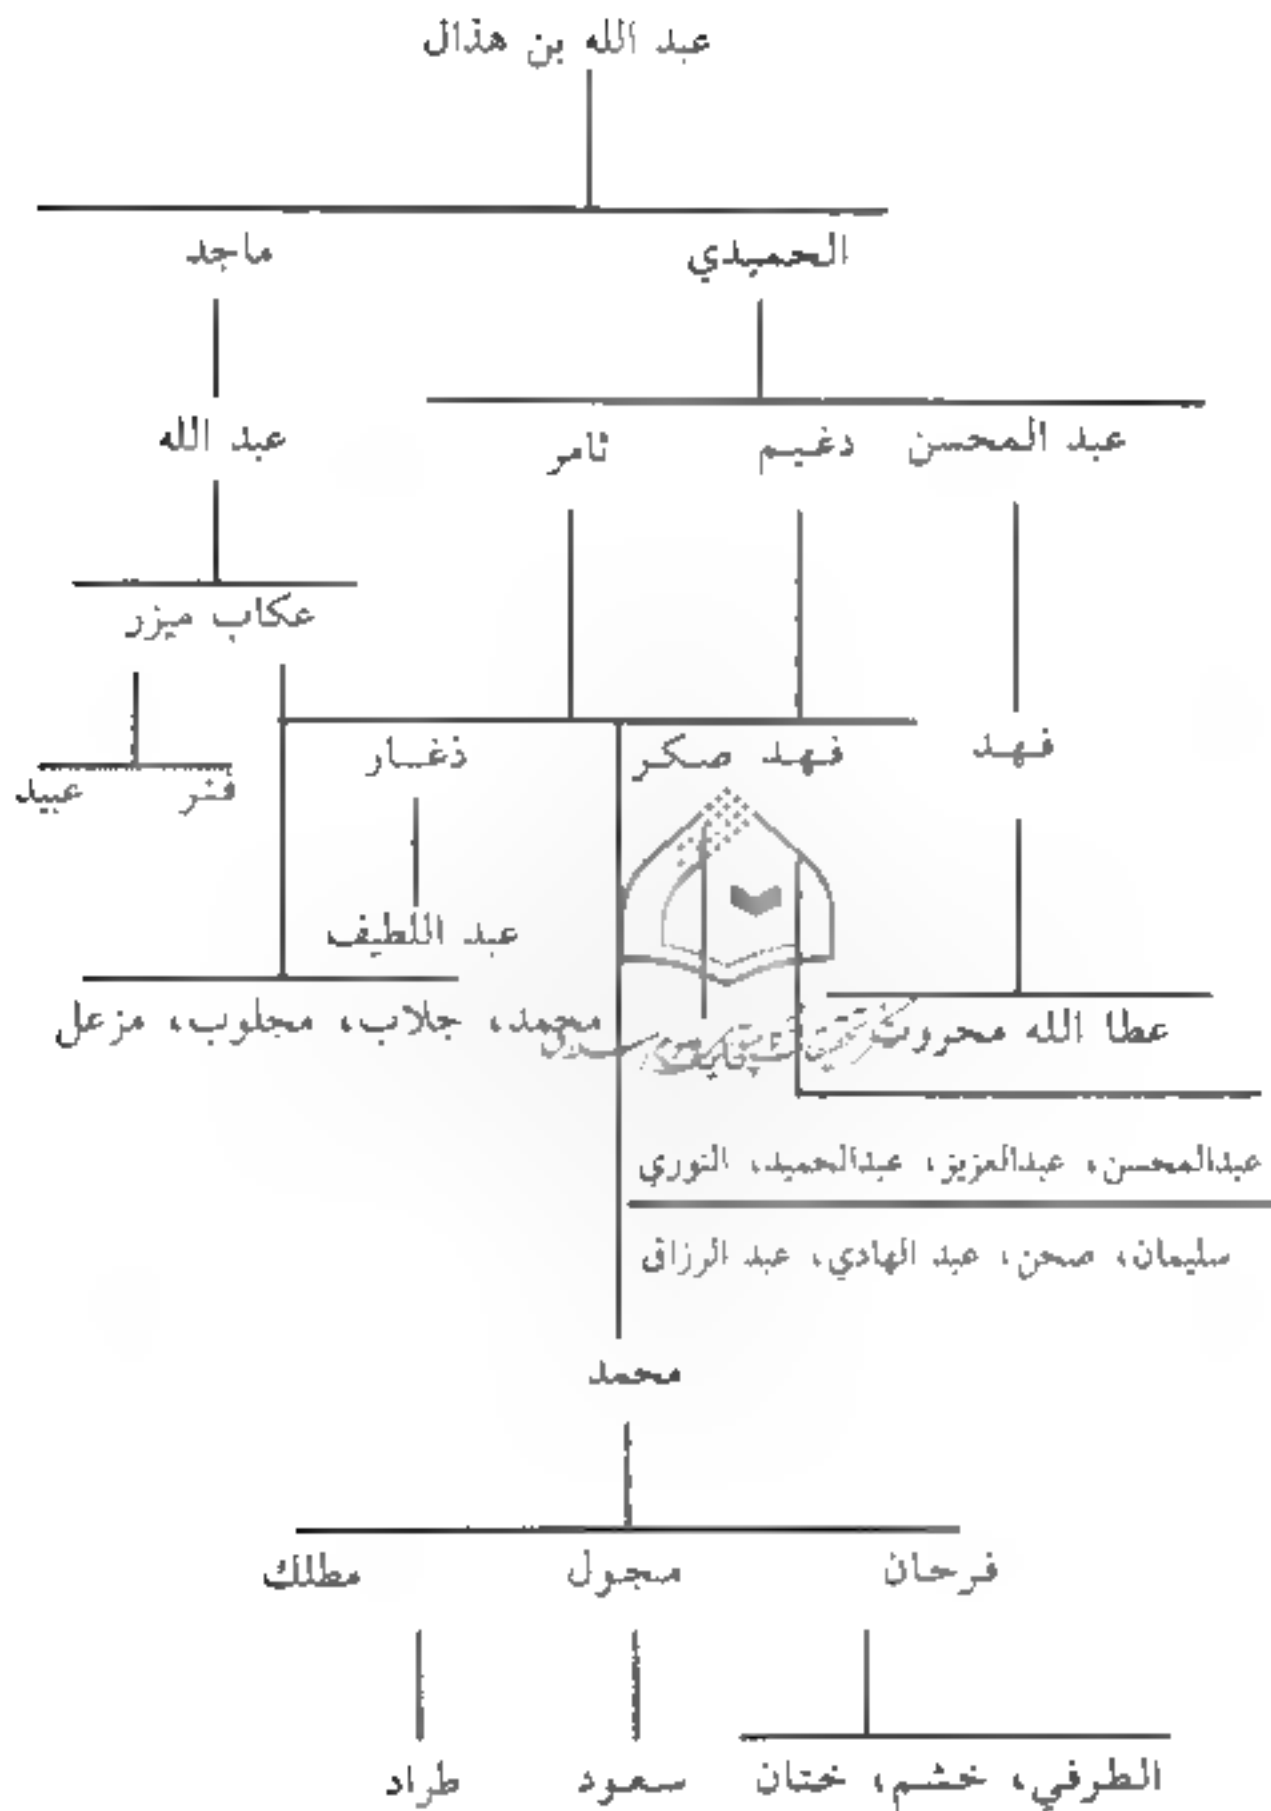 عبد الله بن هذال
الحميدي ماجد
عبد المحسن دغيم ثامر عبد الله
عكاب ميزر
فهد فهد صكر ذغار
فنر عبيد
عبد اللطيف
عطا الله محروت محمد، جلاب، مجلوب، مزعل
عبدالمحسن، عبدالعزيز، عبدالحميد، النوري
سليمان، صحن، عبد الهادي، عبد الرزاق
محمد
فرحان مجول مطلك
الطرفي، خشم، ختان سعود طراد